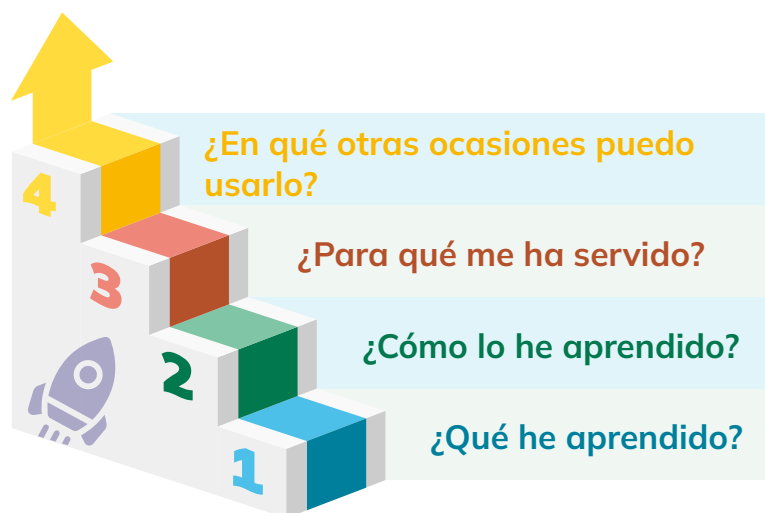 ¿En qué otras ocasiones puedo
usarlo?
4
¿Para qué me ha servido?
3
¿Cómo lo he aprendido?
2
¿Qué he aprendido?
1